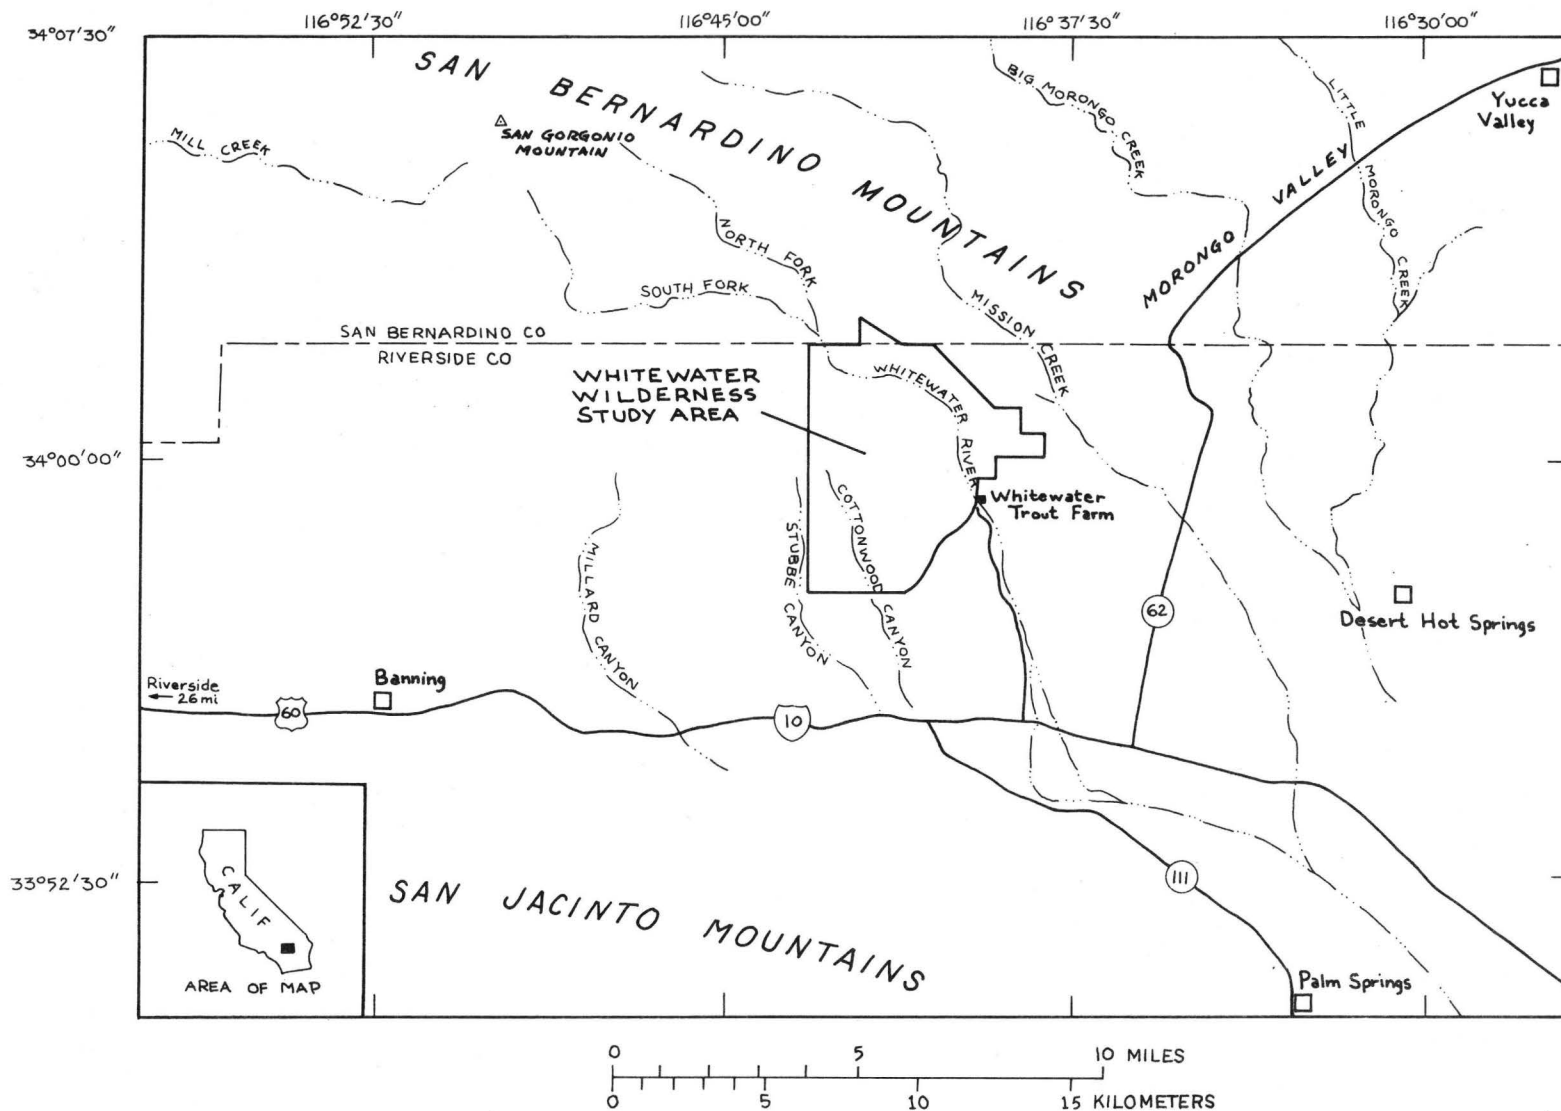 116°52'30" 116°45'00" 116°37'30" 116°30'00"
34°07'30"
SAN BERNARDINO MOUNTAINS
SAN GORGONIO
MOUNTAIN
MILL CREEK
BIG MORONGO CREEK
LITTLE MORONGO CREEK
Yucca
Valley
MORONGO VALLEY
NORTH FORK
SOUTH FORK
MISSION CREEK
SAN BERNARDINO CO
RIVERSIDE CO
WHITEWATER
WILDERNESS
STUDY AREA
WHITEWATER RIVER
34°00'00"
Whitewater
Trout Farm
COTTONWOOD CANYON
STUBBE CANYON
MILLARD CANYON
62
Desert Hot Springs
Riverside
26mi
Banning
60
10
33°52'30"
111
CALIF
AREA OF MAP
SAN JACINTO MOUNTAINS
Palm Springs
0 5 10 MILES
0 5 10 15 KILOMETERS